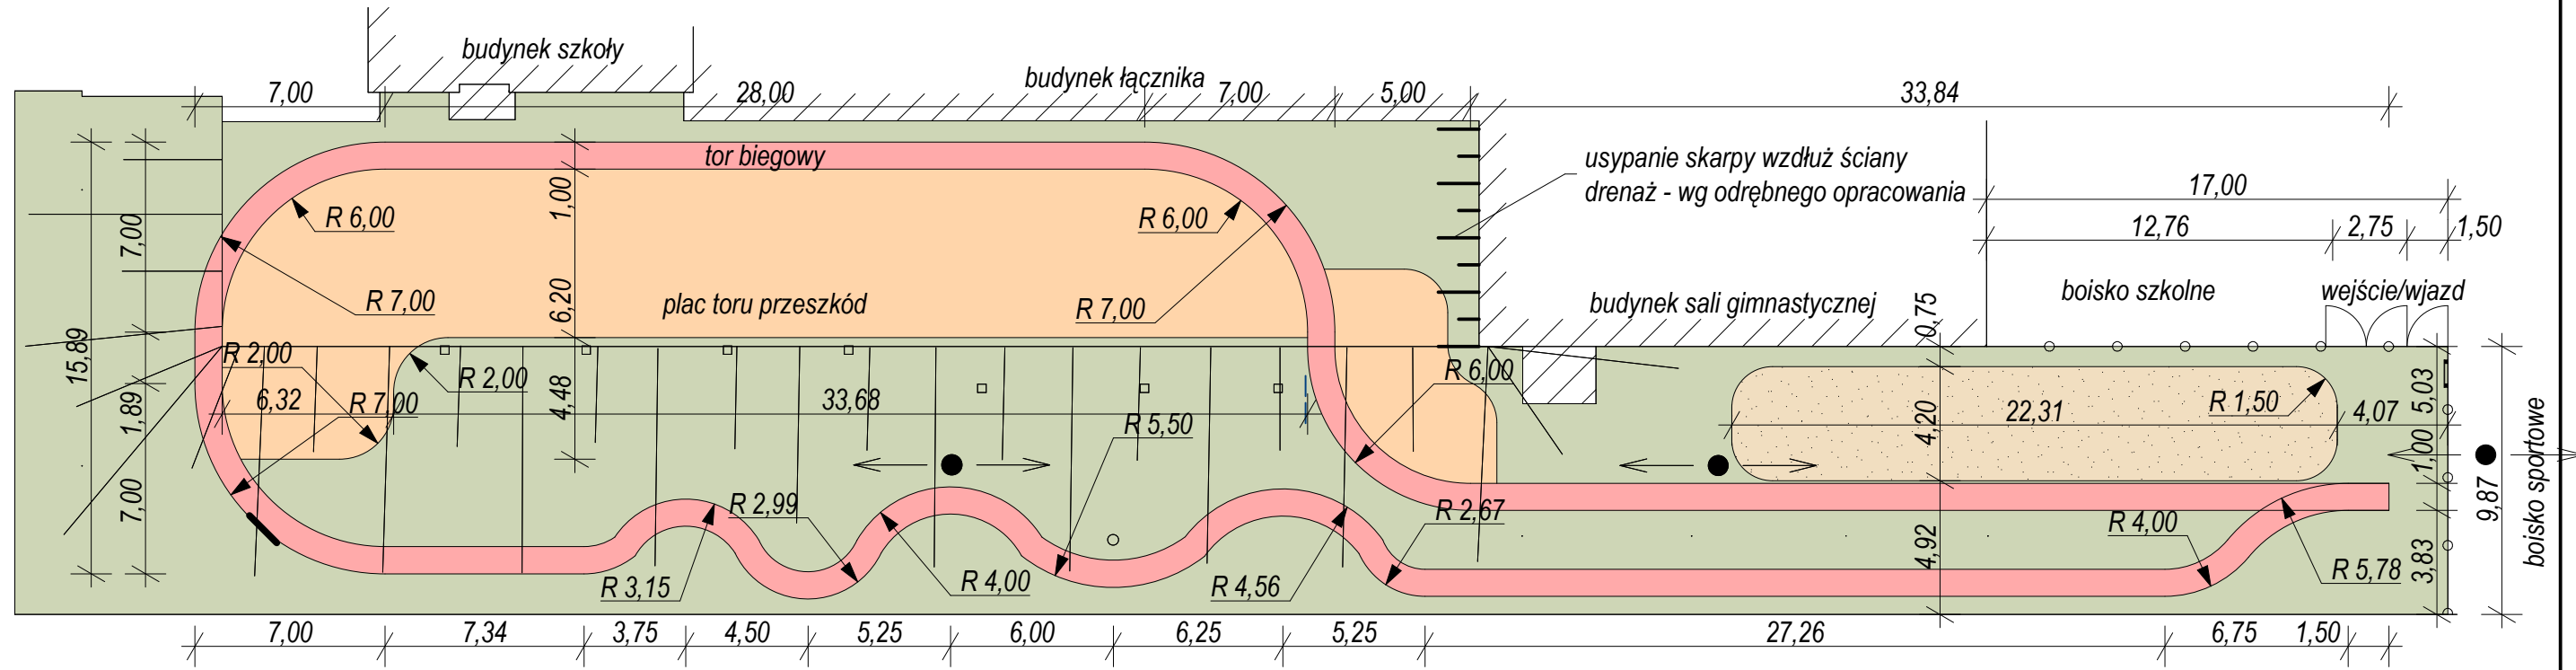 budynek szkoły
budynek łącznika
7,00
28,00
7,00
5,00
33,84
tor biegowy
usypanie skarpy wzdłuż ściany
drenaż - wg odrębnego opracowania
17,00
12,76
2,75
1,50
R 6,00
1,00
R 6,00
7,00
R 7,00
6,20
plac toru przeszkód
R 7,00
budynek sali gimnastycznej
0,75
boisko szkolne
wejście/wjazd
15,89
R 2,00
R 2,00
R 6,00
6,32
R 7,00
4,48
33,68
R 5,50
4,20
22,31
R 1,50
4,07
5,03
1,89
1,00
7,00
R 2,99
R 2,67
R 4,00
9,87
boisko sportowe
R 3,15
R 4,00
R 4,56
4,92
R 5,78
3,83
7,00
7,34
3,75
4,50
5,25
6,00
6,25
5,25
27,26
6,75
1,50